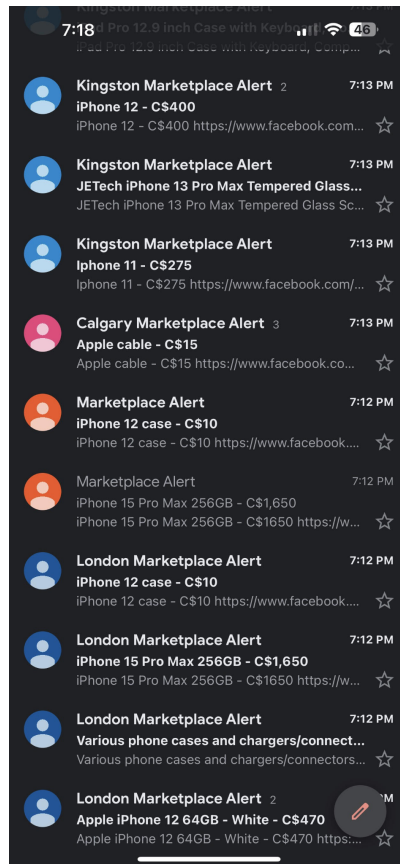 7:18
46
iPad Pro 12.9 inch Case with Keyboard, Comp...
Kingston Marketplace Alert 2
7:13 PM
iPhone 12 - C$400
iPhone 12 - C$400 https://www.facebook.com...
Kingston Marketplace Alert
7:13 PM
JETech iPhone 13 Pro Max Tempered Glass...
JETech iPhone 13 Pro Max Tempered Glass Sc...
Kingston Marketplace Alert
7:13 PM
Iphone 11 - C$275
Iphone 11 - C$275 https://www.facebook.com/...
Calgary Marketplace Alert 3
7:13 PM
Apple cable - C$15
Apple cable - C$15 https://www.facebook.co...
Marketplace Alert
7:12 PM
iPhone 12 case - C$10
iPhone 12 case - C$10 https://www.facebook....
Marketplace Alert
7:12 PM
iPhone 15 Pro Max 256GB - C$1,650
iPhone 15 Pro Max 256GB - C$1650 https://w...
London Marketplace Alert
7:12 PM
iPhone 12 case - C$10
iPhone 12 case - C$10 https://www.facebook....
London Marketplace Alert
7:12 PM
iPhone 15 Pro Max 256GB - C$1,650
iPhone 15 Pro Max 256GB - C$1650 https://w...
London Marketplace Alert
7:12 PM
Various phone cases and chargers/connect...
Various phone cases and chargers/connectors...
London Marketplace Alert 2
Apple iPhone 12 64GB - White - C$470
Apple iPhone 12 64GB - White - C$470 https:...